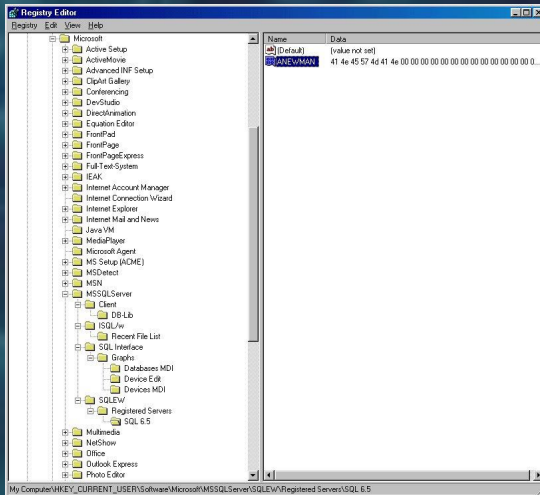 Registry Editor
Registry Edit View Help
Microsoft
Active Setup
ActiveMovie
Advanced INF Setup
ClipArt Gallery
Conferencing
DevStudio
DirectAnimation
Equation Editor
FrontPad
FrontPage
FrontPageExpress
Full-Text-System
IEAK
Internet Account Manager
Internet Connection Wizard
Internet Explorer
Internet Mail and News
Java VM
MediaPlayer
Microsoft Agent
MS Setup (ACME)
MSDetect
MSN
MSSQLServer
Client
DB-Lib
ISQL/w
Recent File List
SQL Interface
Graphs
Databases MDI
Device Edit
Devices MDI
SQLEW
Registered Servers
SQL 6.5
Multimedia
NetShow
Office
Outlook Express
Photo Editor
Name Data
(Default) (value not set)
ANEWMAN 41 4e 45 57 4d 41 4e 00 00 00 00 00 00 00 00 00 00 00 00 00 0...
My Computer\HKEY_CURRENT_USER\Software\Microsoft\MSSQLServer\SQLEW\Registered Servers\SQL 6.5